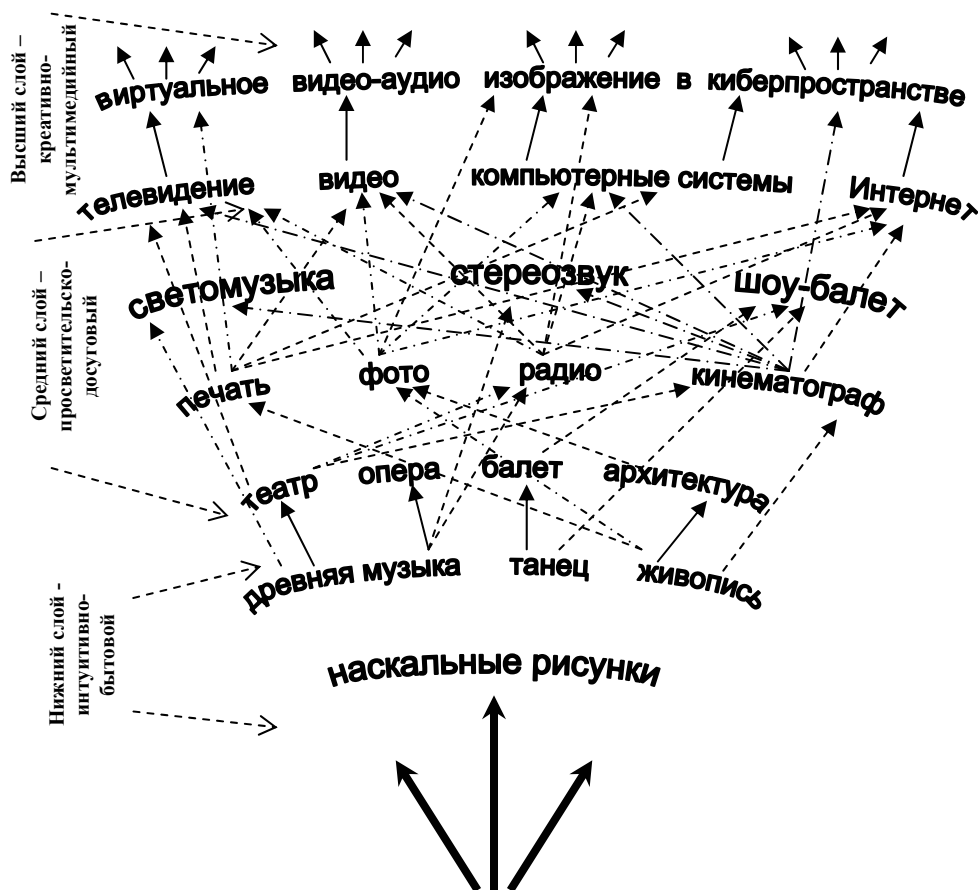 виртуальное видео-аудио изображение в киберпространстве
телевидение видео компьютерные системы Интернет
светомузыка стереозвук шоу-балет
печать фото радио кинематограф
театр опера балет архитектура
древняя музыка танец живопись
наскальные рисунки
Высший слой –
креативно-
мультимедийный
Средний слой –
просветительско-
досуговый
Нижний слой -
интуитивно-
бытовой